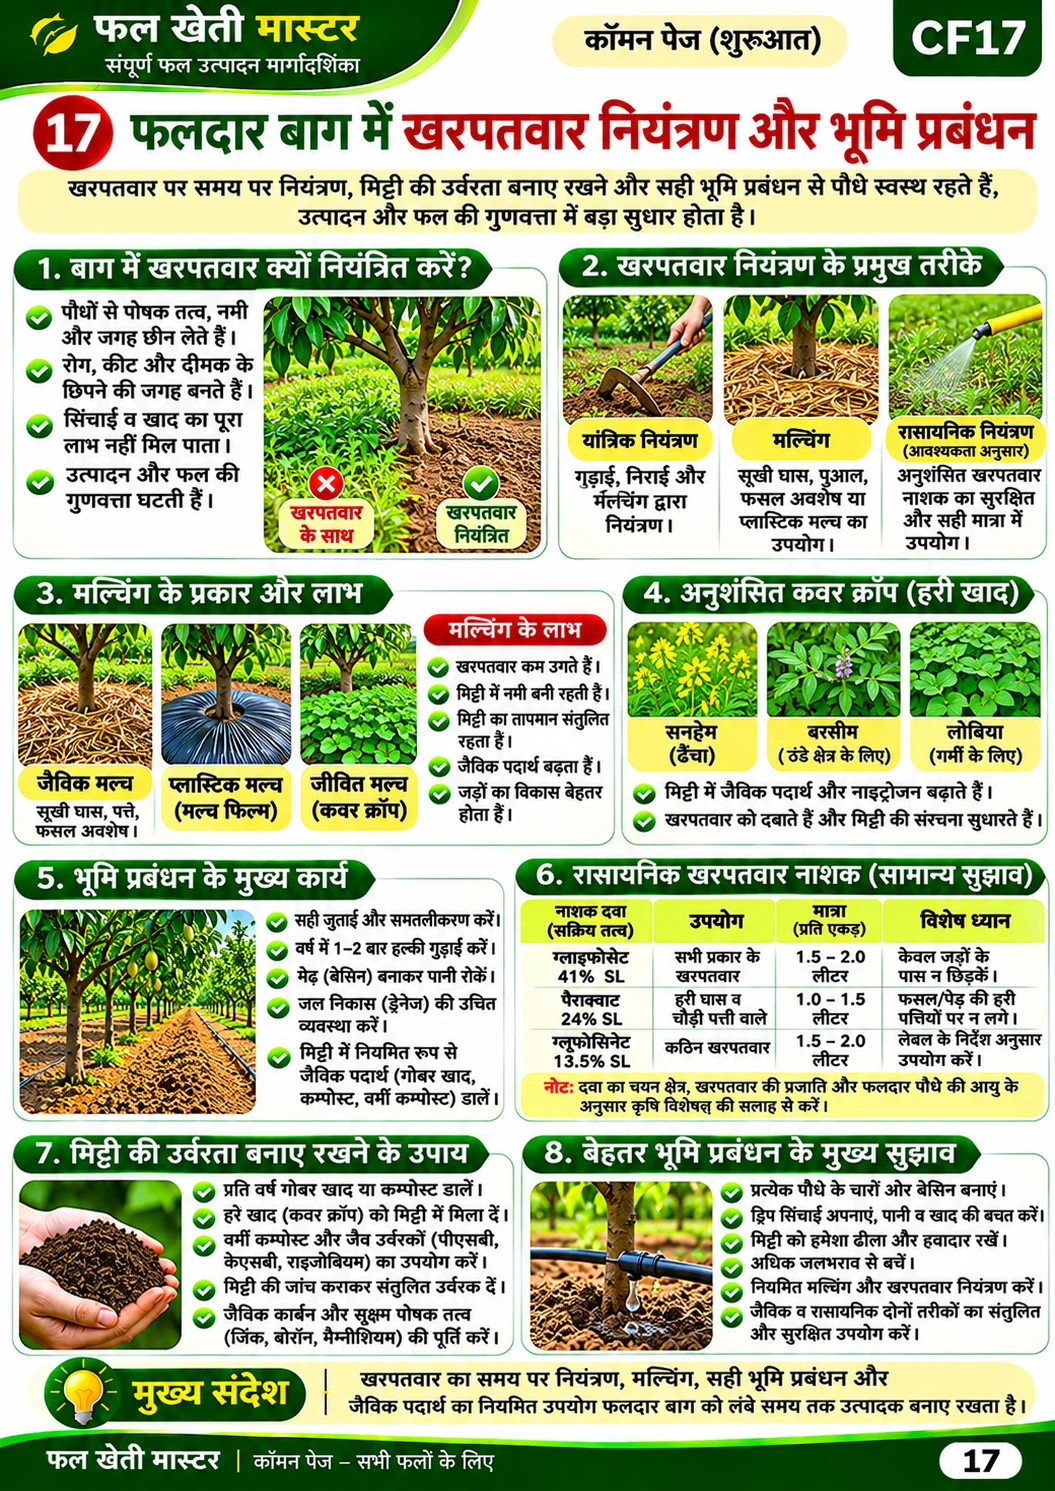 फल खेती मास्टर
संपूर्ण फल उत्पादन मार्गादर्शिका
कॉमन पेज (शुरुआत)
CF17
17 फलदार बाग में खरपतवार नियंत्रण और भूमि प्रबंधन
खरपतवार पर समय पर नियंत्रण, मिट्टी की उर्वरता बनाए रखने और सही भूमि प्रबंधन से पौधे स्वस्थ रहते हैं,
उत्पादन और फल की गुणवत्ता में बड़ा सुधार होता है।
1. बाग में खरपतवार क्यों नियंत्रित करें?
पौधों से पोषक तत्व, नमी
और जगह छीन लेते हैं।
रोग, कीट और दीमक के
छिपने की जगह बनते हैं।
सिंचाई व खाद का पूरा
लाभ नहीं मिल पाता।
उत्पादन और फल की
गुणवत्ता घटती हैं।
खरपतवार
के साथ
खरपतवार
नियंत्रित
2. खरपतवार नियंत्रण के प्रमुख तरीके
यांत्रिक नियंत्रण
गुड़ाई, निराई और
र्मेलचिंग द्वारा
नियंत्रण।
मल्चिंग
सूखी घास, पुआल,
फसल अवशेष या
प्लास्टिक मल्च का
उपयोग।
रासायनिक नियंत्रण
(आवश्यकता अनुसार)
अनुशंसित खरपतवार
नाशक का सुरक्षित
और सही मात्रा में
उपयोग।
3. मल्चिंग के प्रकार और लाभ
जैविक मल्च
सूखी घास, पत्ते,
फसल अवशेष।
प्लास्टिक मल्च
(मल्च फिल्म)
जीवित मल्च
(कवर क्रॉप)
मल्चिंग के लाभ
खरपतवार कम उगते हैं।
मिट्टी में नमी बनी रहती हैं।
मिट्टी का तापमान संतुलित
रहता हैं।
जैविक पदार्थ बढ़ता हैं।
जड़ों का विकास बेहतर
होता हैं।
4. अनुशंसित कवर क्रॉप (हरी खाद)
सनहेम
(ढैंचा)
बरसीम
(ठंडे क्षेत्र के लिए)
लोबिया
(गर्मी के लिए)
मिट्टी में जैविक पदार्थ और नाइट्रोजन बढ़ाते हैं।
खरपतवार को दबाते हैं और मिट्टी की संरचना सुधारते हैं।
5. भूमि प्रबंधन के मुख्य कार्य
सही जुताई और समतलीकरण करें।
वर्ष में 1–2 बार हल्की गुड़ाई करें।
मेढ़ (बेसिन) बनाकर पानी रोकें।
जल निकास (ड्रेनेज) की उचित
व्यवस्था करें।
मिट्टी में नियमित रूप से
जैविक पदार्थ (गोबर खाद,
कम्पोस्ट, वर्मी कम्पोस्ट) डालें।
6. रासायनिक खरपतवार नाशक (सामान्य सुझाव)
नाशक दवा
(सक्रिय तत्व)
उपयोग
मात्रा
(प्रति एकड़)
विशेष ध्यान
ग्लाइफोसेट
41% SL
सभी प्रकार के
खरपतवार
1.5 – 2.0
लीटर
केवल जड़ों के
पास न छिड़कें।
पैराक्वाट
24% SL
हरी घास व
चौड़ी पत्ती वाले
1.0 – 1.5
लीटर
फसल/पेड़ की हरी
पत्तियों पर न लगे।
ग्लूफोसिनेट
13.5% SL
कठिन खरपतवार
1.5 – 2.0
लीटर
लेबल के निर्देश अनुसार
उपयोग करें।
नोट: दवा का चयन क्षेत्र, खरपतवार की प्रजाति और फलदार पौधे की आयु के
अनुसार कृषि की सलाह से करें।
7. मिट्टी की उर्वरता बनाए रखने के उपाय
प्रति वर्ष गोबर खाद या कम्पोस्ट डालें।
हरे खाद (कवर क्रॉप) को मिट्टी में मिला दें।
वर्मी कम्पोस्ट और जैव उर्वरकों (पीएसबी,
केएसबी, राइजोबियम) का उपयोग करें।
मिट्टी की जांच कराकर संतुलित उर्वरक दें।
जैविक कार्बन और सूक्षम पोषक तत्व
(जिंक, बोरॉन, मैग्नीशियम) की पूर्ति करें।
8. बेहतर भूमि प्रबंधन के मुख्य सुझाव
प्रत्येक पौधे के चारों ओर बेसिन बनाएं।
ड्रिप सिंचाई अपनाएं, पानी व खाद की बचत करें।
मिट्टी को हमेशा ढीला और हवादार रखें।
अधिक जलभराव से बचें।
नियमित मल्चिंग और खरपतवार नियंत्रण करें।
जैविक व रासायनिक दोनों तरीकों का संतुलित
और सुरक्षित उपयोग करें।
मुख्य संदेश
खरपतवार का समय पर नियंत्रण, मल्चिंग, सही भूमि प्रबंधन और
जैविक पदार्थ का नियमित उपयोग फलदार बाग को लंबे समय तक उत्पादक बनाए रखता है।
फल खेती मास्टर | कॉमन पेज – सभी फलों के लिए
17